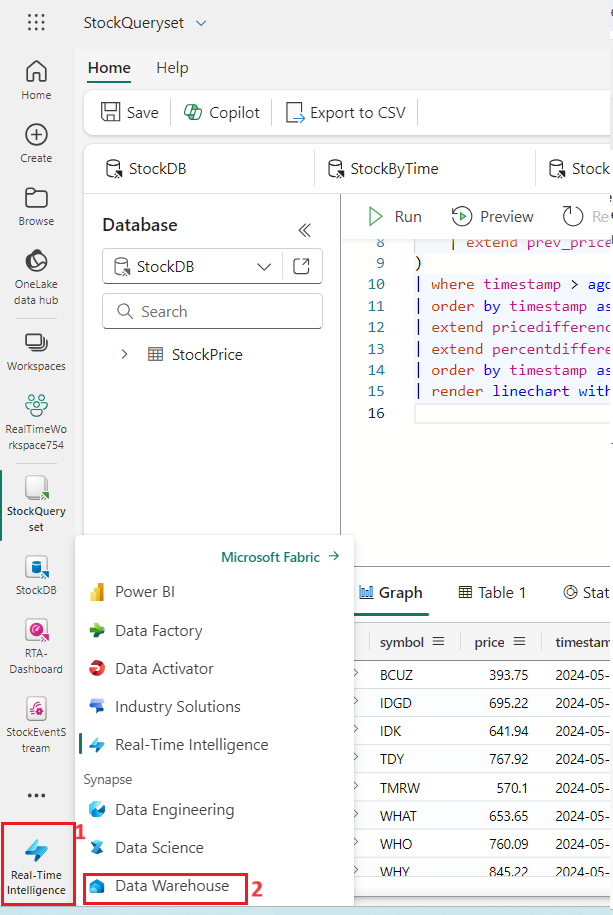 StockQueryset
Home
Help
Save
Copilot
Export to CSV
StockDB
StockByTime
Stock
Home
Create
Browse
OneLake
data hub
Workspaces
RealTimeWo
rkspace754
StockQuery
set
StockDB
RTA-
Dashboard
StockEventS
tream
Real-Time
Intelligence
1
Database
StockDB
Search
StockPrice
Run
Preview
Re
8 | extend prev_price
9 )
10 | where timestamp > ago
11 | order by timestamp as
12 | extend pricedifferenc
13 | extend percentdiffere
14 | order by timestamp as
15 | render linechart with
16
Microsoft Fabric
Power BI
Data Factory
Data Activator
Industry Solutions
Real-Time Intelligence
Synapse
Data Engineering
Data Science
Data Warehouse
2
Graph
Table 1
Stat
symbol price timestam
BCUZ 393.75 2024-05-
IDGD 695.22 2024-05-
IDK 641.94 2024-05-
TDY 767.92 2024-05-
TMRW 570.1 2024-05-
WHAT 653.65 2024-05-
WHO 760.09 2024-05-
WHY 845.22 2024-05-